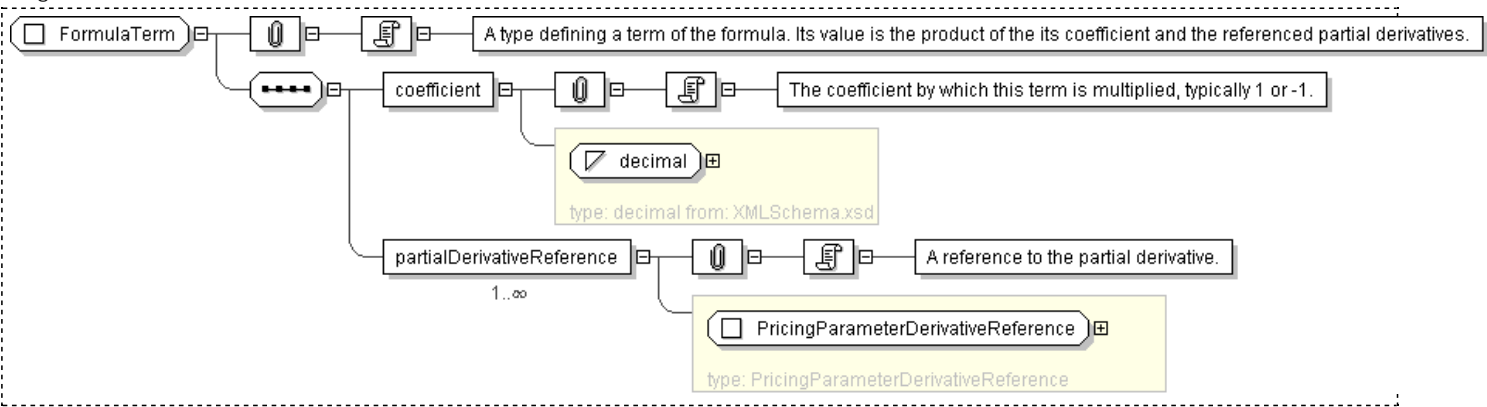 FormulaTerm
A type defining a term of the formula. Its value is the product of the its coefficient and the referenced partial derivatives.
coefficient
The coefficient by which this term is multiplied, typically 1 or -1.
decimal
type: decimal from: XMLSchema.xsd
partialDerivativeReference
A reference to the partial derivative.
1..∞
PricingParameterDerivativeReference
type: PricingParameterDerivativeReference